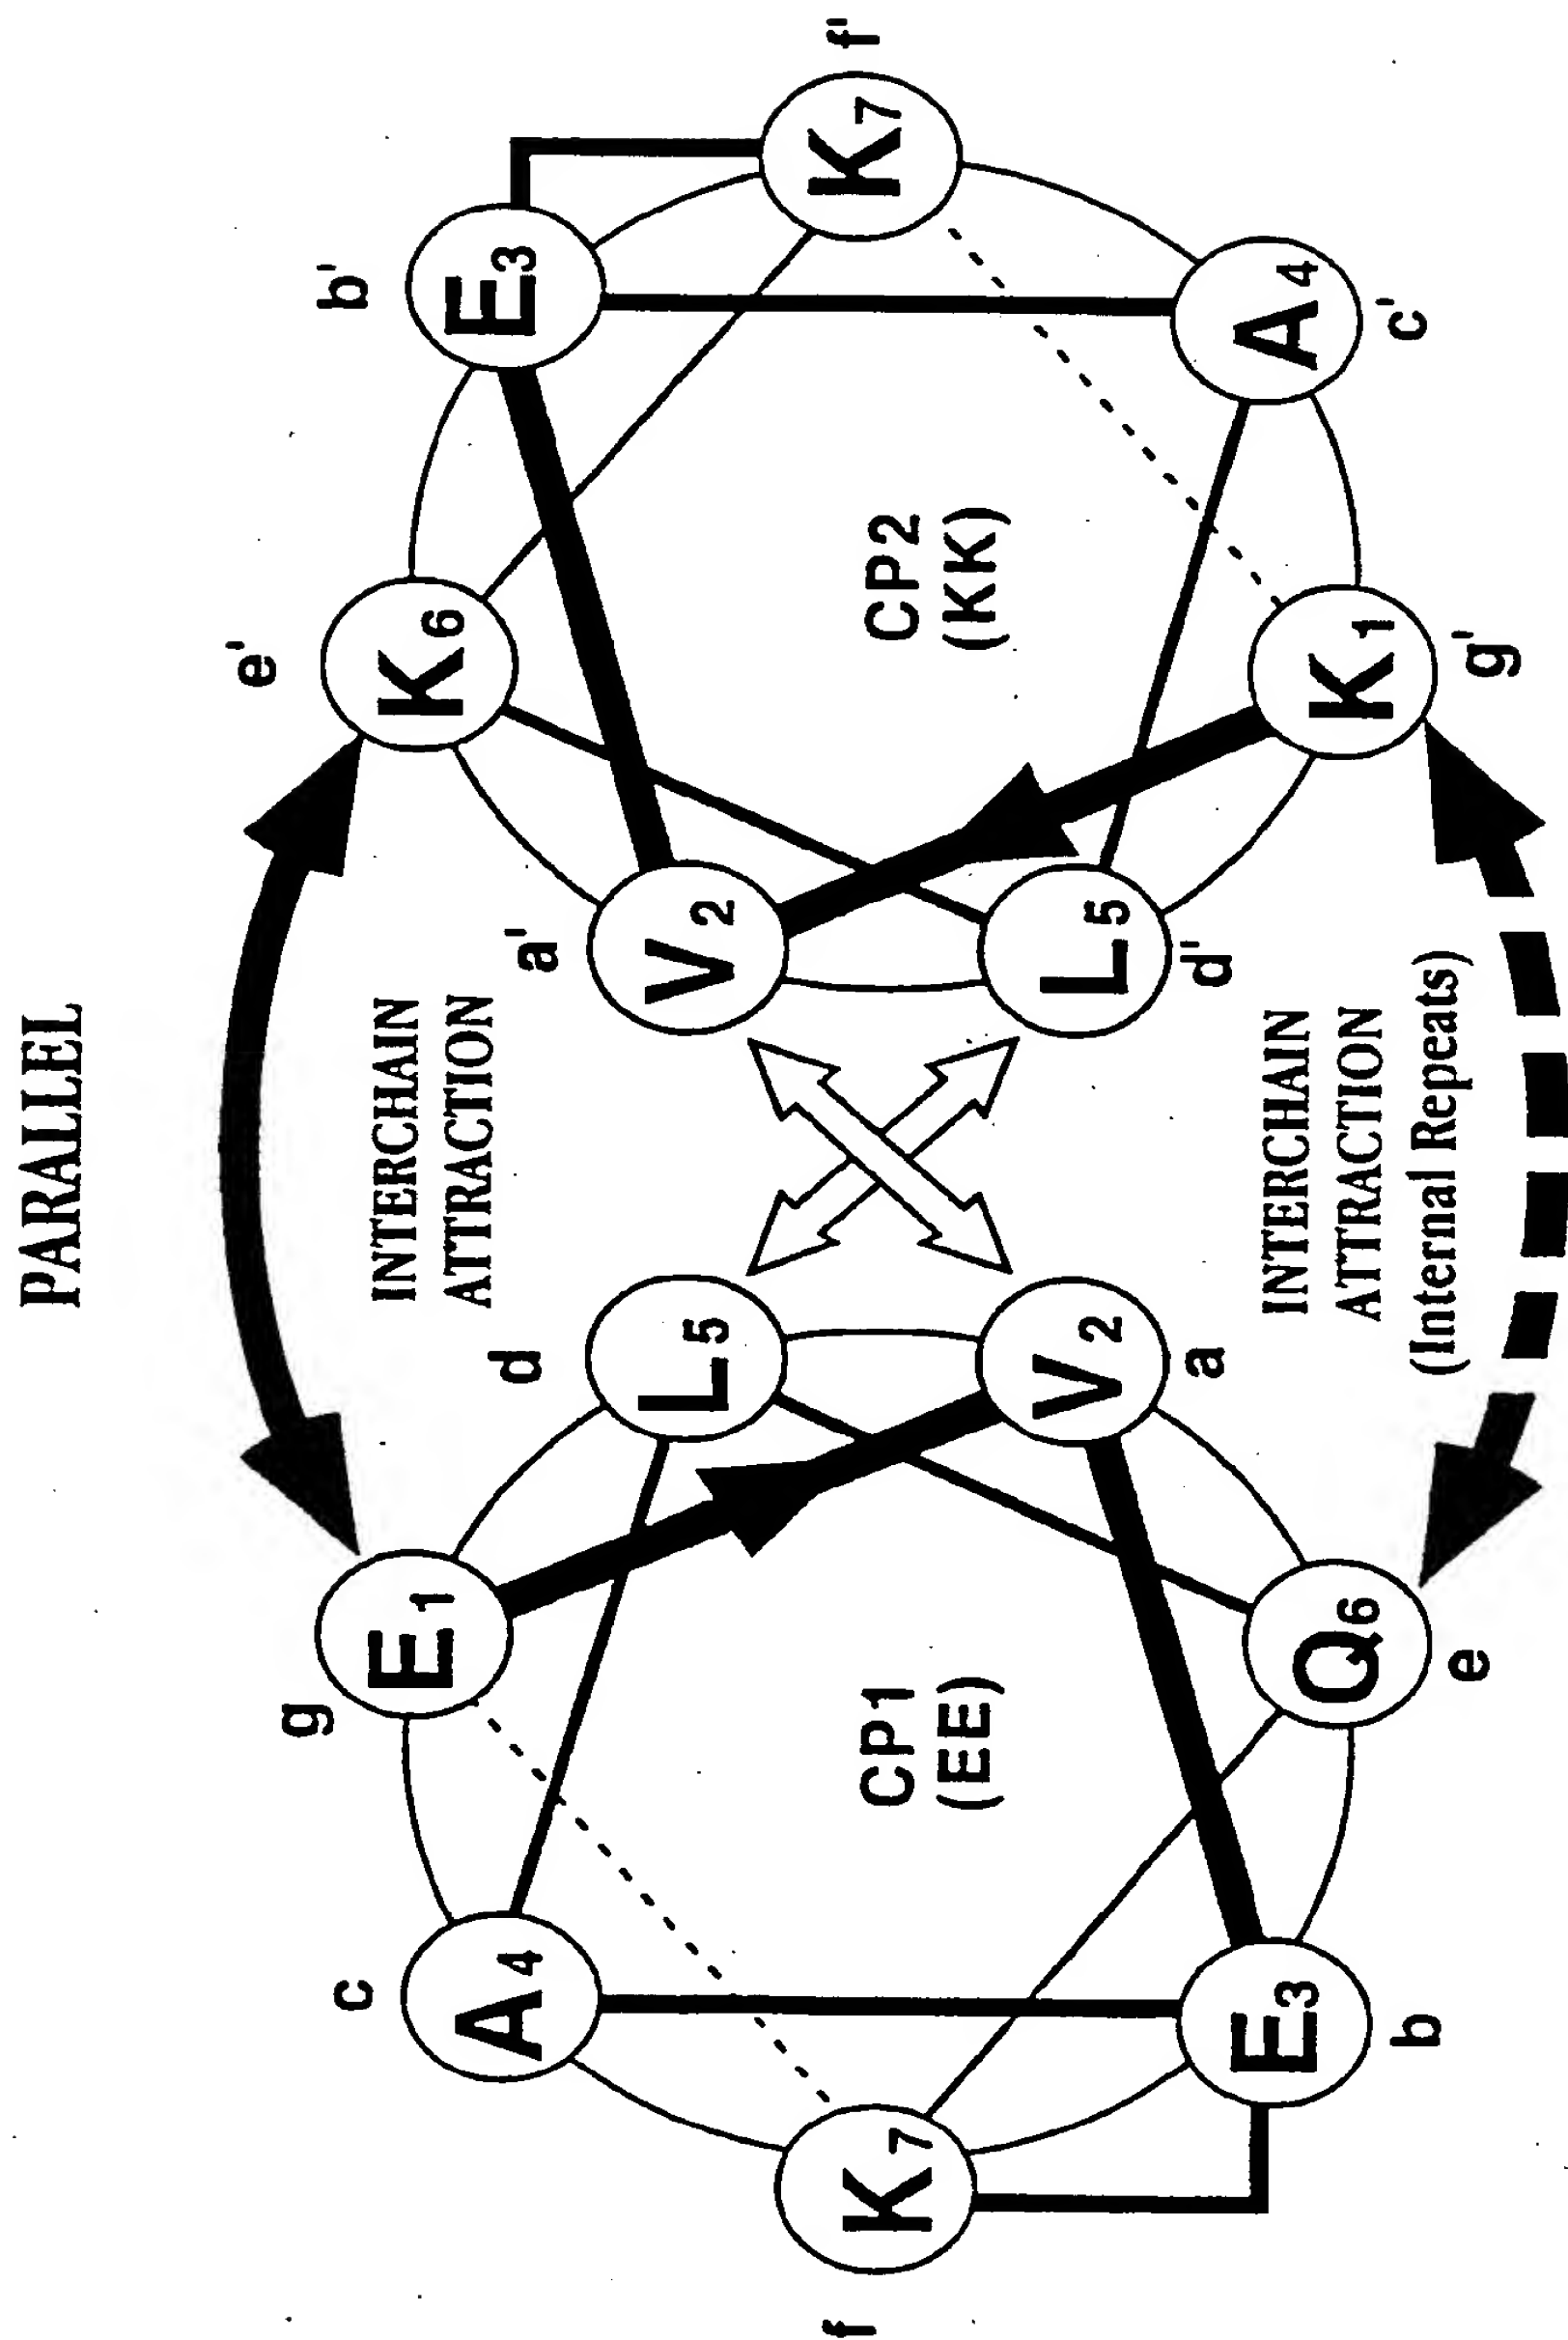 PARALLEL
INTERCHAIN
ATTRACTION
g
E1
d
L5
c
A4
f
K7
CP1
(EE)
V2
a
E3
b
Q6
e
a'
V2
e'
K6
b'
E3
K7
f'
CP2
(KK)
L5
d'
K1
g'
A4
c'
INTERCHAIN
ATTRACTION
(Internal Repeats)